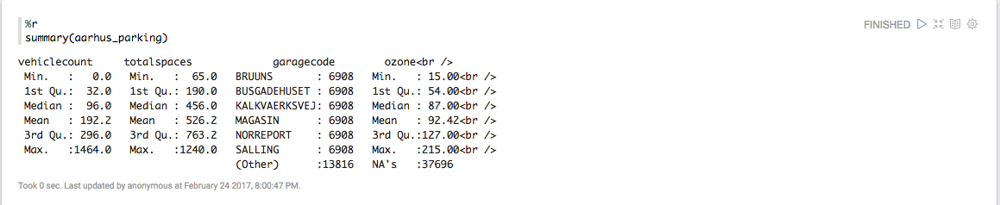 %r FINISHED
summary(aarhus_parking)
vehiclecount totalspaces garagecode ozone<br />
Min. : 0.0 Min. : 65.0 BRUUNS : 6908 Min. : 15.00<br />
1st Qu.: 32.0 1st Qu.: 190.0 BUSGADEHUSET : 6908 1st Qu.: 54.00<br />
Median : 96.0 Median : 456.0 KALKVAERKSVEJ: 6908 Median : 87.00<br />
Mean : 192.2 Mean : 526.2 MAGASIN : 6908 Mean : 92.42<br />
3rd Qu.: 296.0 3rd Qu.: 763.2 NORREPORT : 6908 3rd Qu.:127.00<br />
Max. :1464.0 Max. :1240.0 SALLING : 6908 Max. :215.00<br />
(Other) :13816 NA's :37696
Took 0 sec. Last updated by anonymous at February 24 2017, 8:00:47 PM.